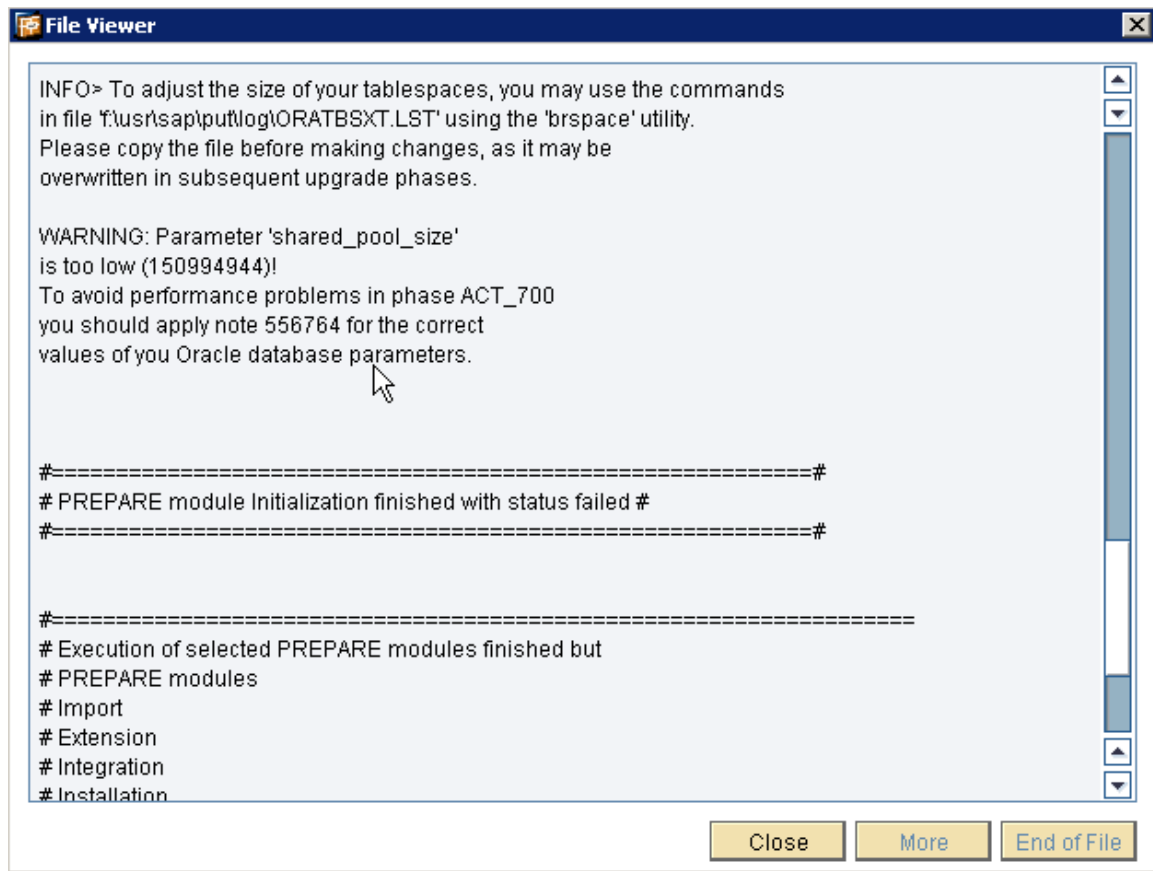 File Viewer
INFO> To adjust the size of your tablespaces, you may use the commands
in file 'f:\usr\sap\put\log\ORATBSXT.LST' using the 'brspace' utility.
Please copy the file before making changes, as it may be
overwritten in subsequent upgrade phases.
WARNING: Parameter 'shared_pool_size'
is too low (150994944)!
To avoid performance problems in phase ACT_700
you should apply note 556764 for the correct
values of you Oracle database parameters.
#============================================================#
# PREPARE module Initialization finished with status failed #
#============================================================#
#====================================================================
# Execution of selected PREPARE modules finished but
# PREPARE modules
# Import
# Extension
# Integration
# Installation
Close More End of File